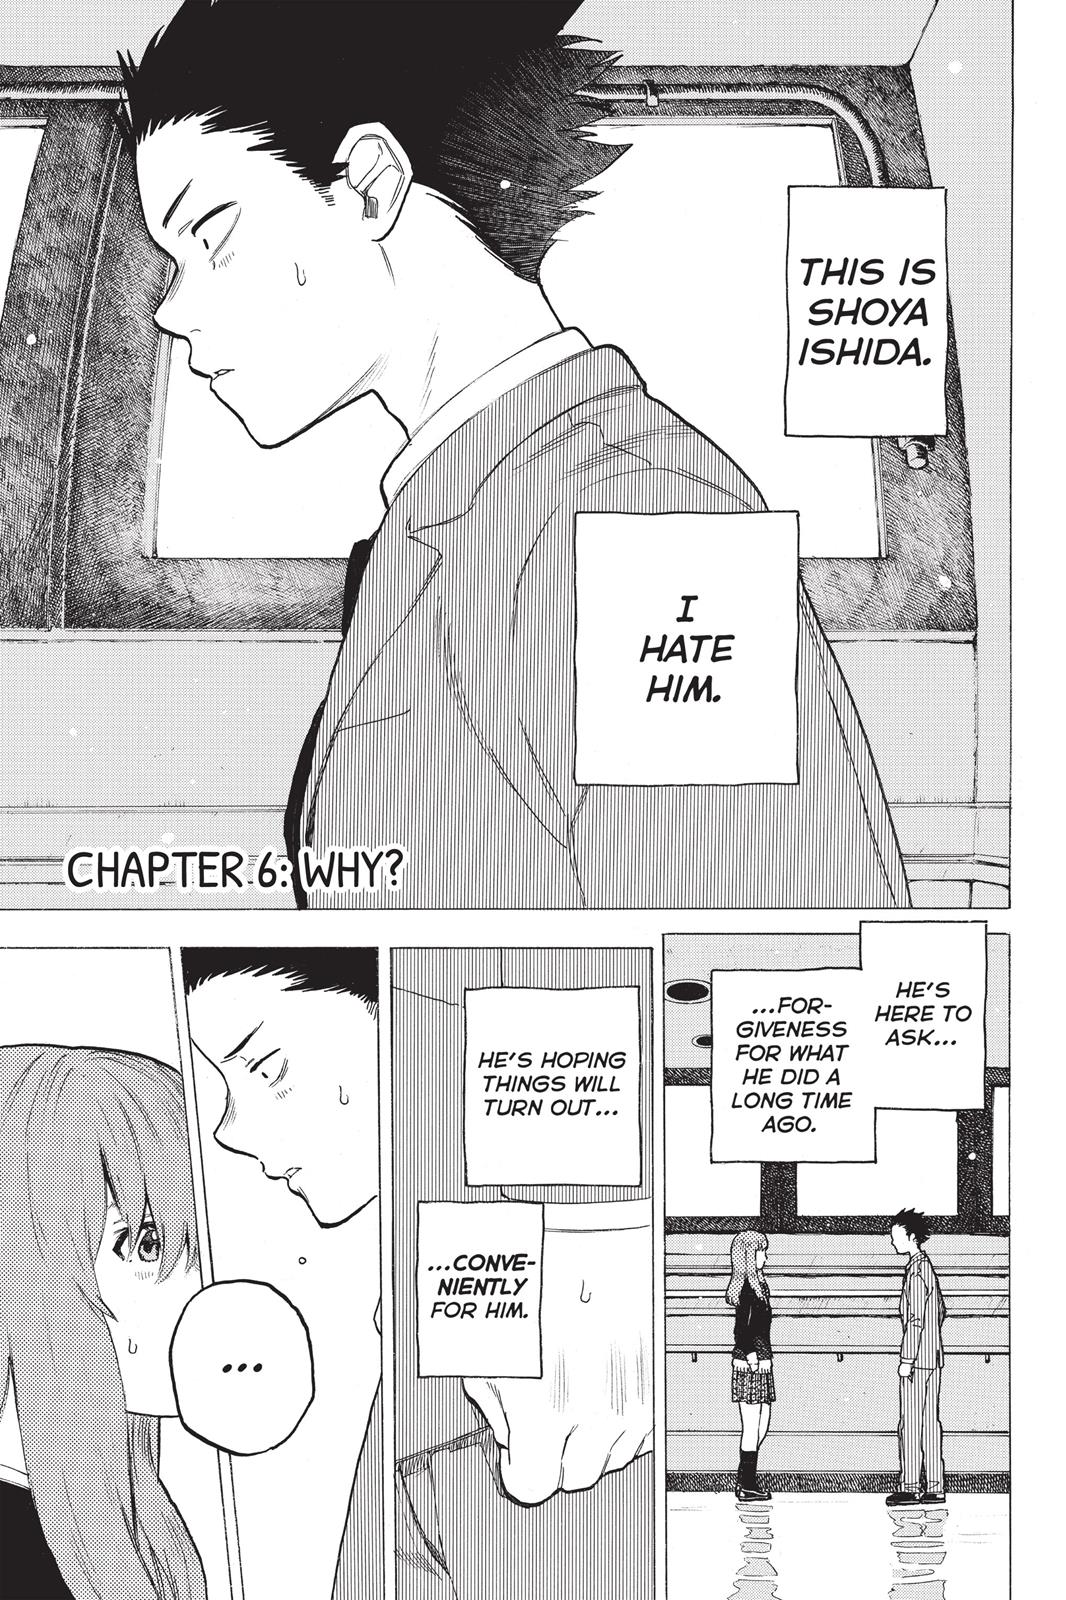 THIS IS
SHOYA
ISHIDA.
I
HATE
HIM.
CHAPTER 6: WHY?
HE'S
HERE TO
ASK...
...FOR-
GIVENESS
FOR WHAT
HE DID A
LONG TIME
AGO.
HE'S HOPING
THINGS WILL
TURN OUT...
...CONVE-
NIENTLY
FOR HIM.
...